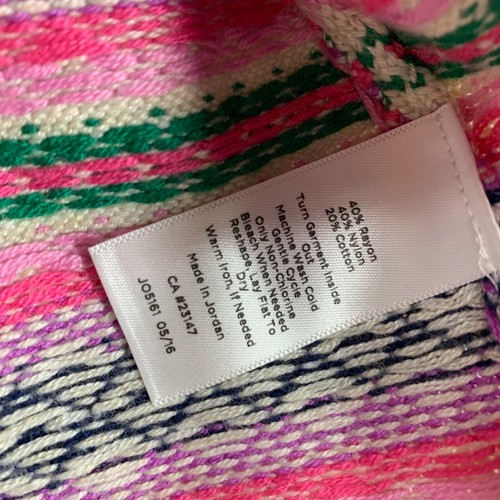 40% Rayon
40% Nylon
20% Cotton
Turn Garment Inside
Out
Machine Wash Cold
Gentle Cycle
Only Non-Chlorine
Bleach When Needed
Reshape, Lay Flat To
Dry
Warm Iron, If Needed
Made In Jordan
CA #23147
JO5161 05/16